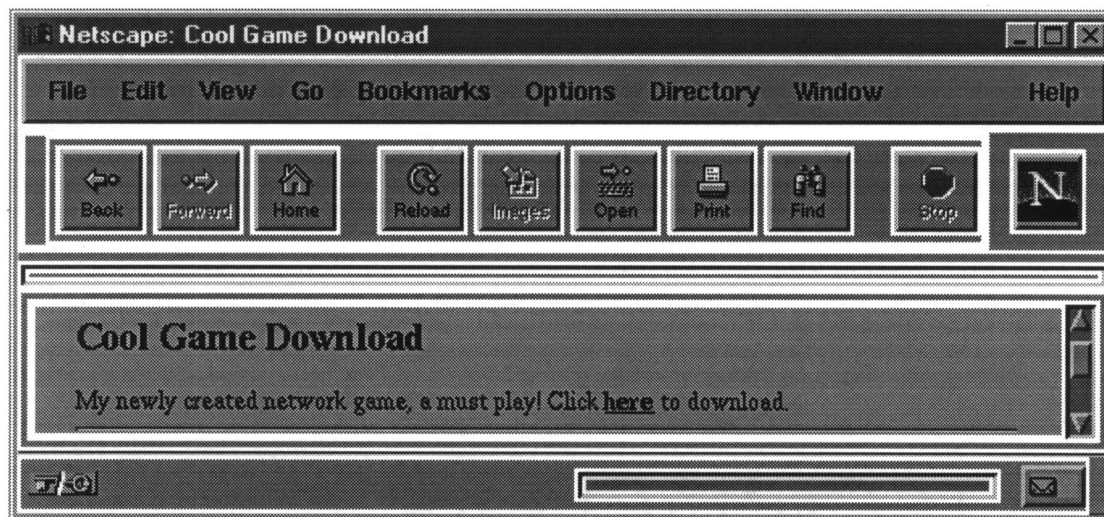 Netscape: Cool Game Download
File Edit View Go Bookmarks Options Directory Window Help
Back Forward Home Reload Images Open Print Find Stop N
Cool Game Download
My newly created network game, a must play! Click here to download.